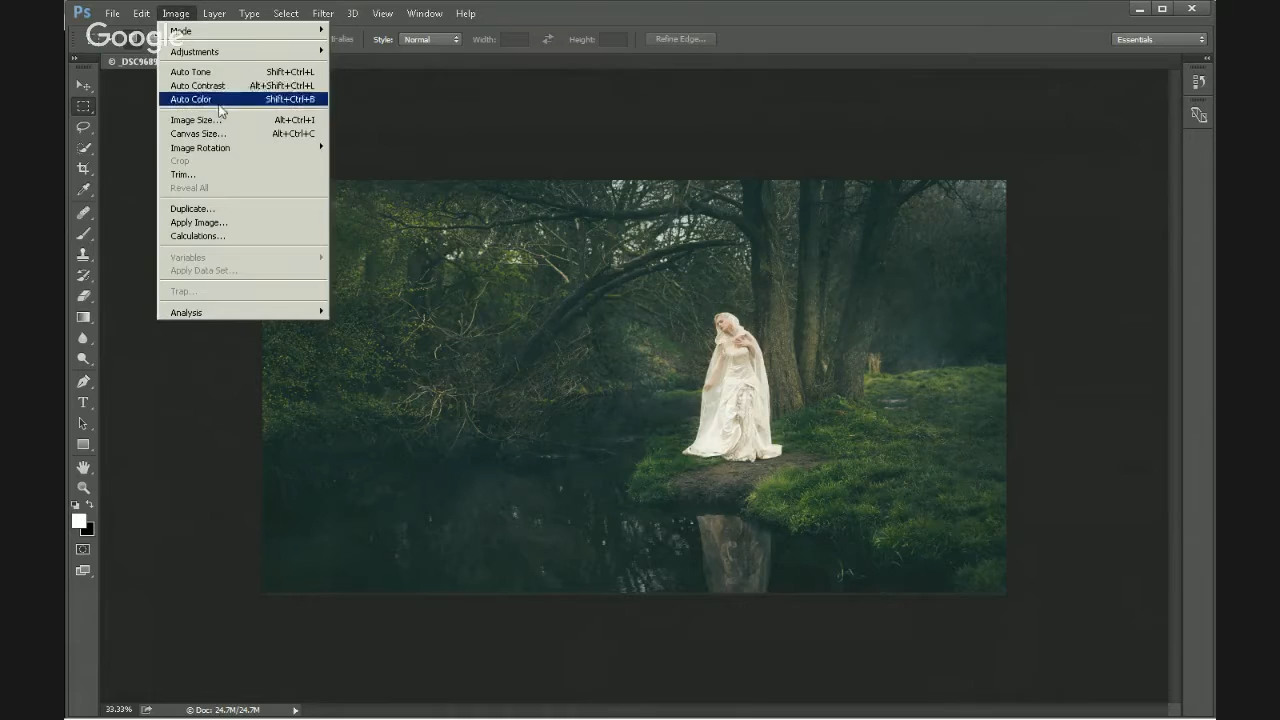 Ps File Edit Image Layer Type Select Filter 3D View Window Help
Google
Mode
Style: Normal Width: Height: Refine Edge... Essentials
Adjustments
Auto Tone Shift+Ctrl+L
Auto Contrast Alt+Shift+Ctrl+L
Auto Color Shift+Ctrl+B
Image Size... Alt+Ctrl+I
Canvas Size... Alt+Ctrl+C
Image Rotation
Crop
Trim...
Reveal All
Duplicate...
Apply Image...
Calculations...
Variables
Apply Data Set...
Trap...
Analysis
33.33% Doc: 24.7M/24.7M